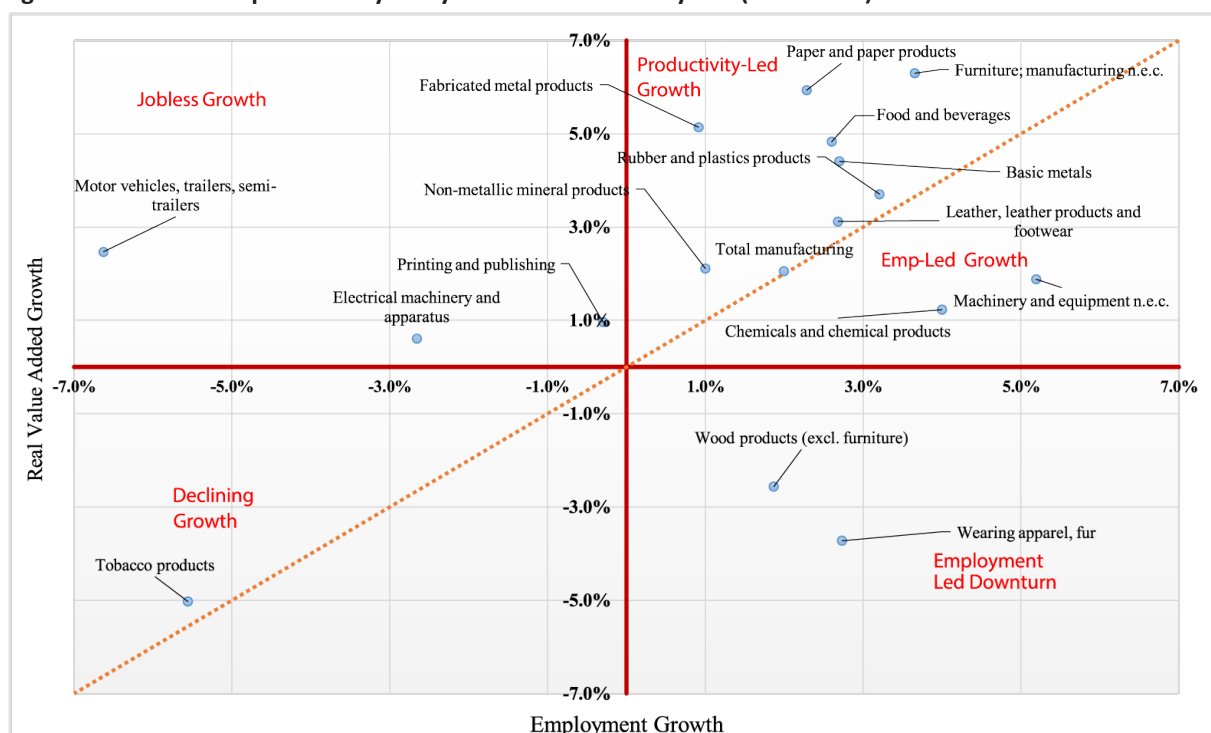 7.0%
Productivity-Led
Growth
Paper and paper products
Furniture; manufacturing n.e.c.
Jobless Growth
Fabricated metal products
5.0%
Food and beverages
Rubber and plastics products
Basic metals
Motor vehicles, trailers, semi-
trailers
Non-metallic mineral products
3.0%
Leather, leather products and
footwear
Total manufacturing
Emp-Led Growth
Printing and publishing
Electrical machinery and
apparatus
1.0%
Machinery and equipment n.e.c.
Chemicals and chemical products
-7.0%
-5.0%
-3.0%
-1.0%
1.0%
3.0%
5.0%
7.0%
-1.0%
Real Value Added Growth
Wood products (excl. furniture)
Declining
Growth
-3.0%
Wearing apparel, fur
Employment
Led Downturn
Tobacco products
-5.0%
-7.0%
Employment Growth